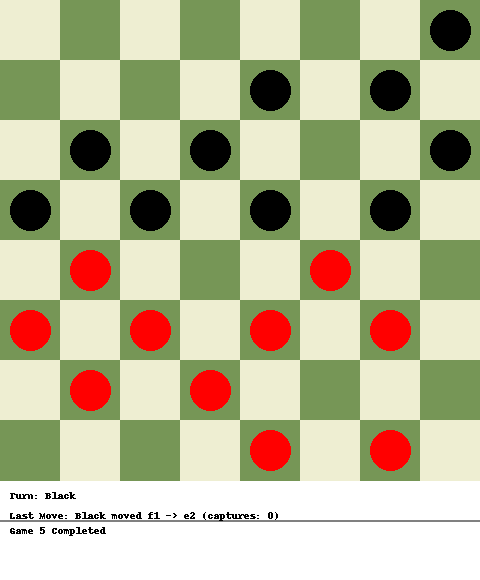 Turn: Black
Last Move: Black moved f1 -> e2 (captures: 0)
Game 5 Completed